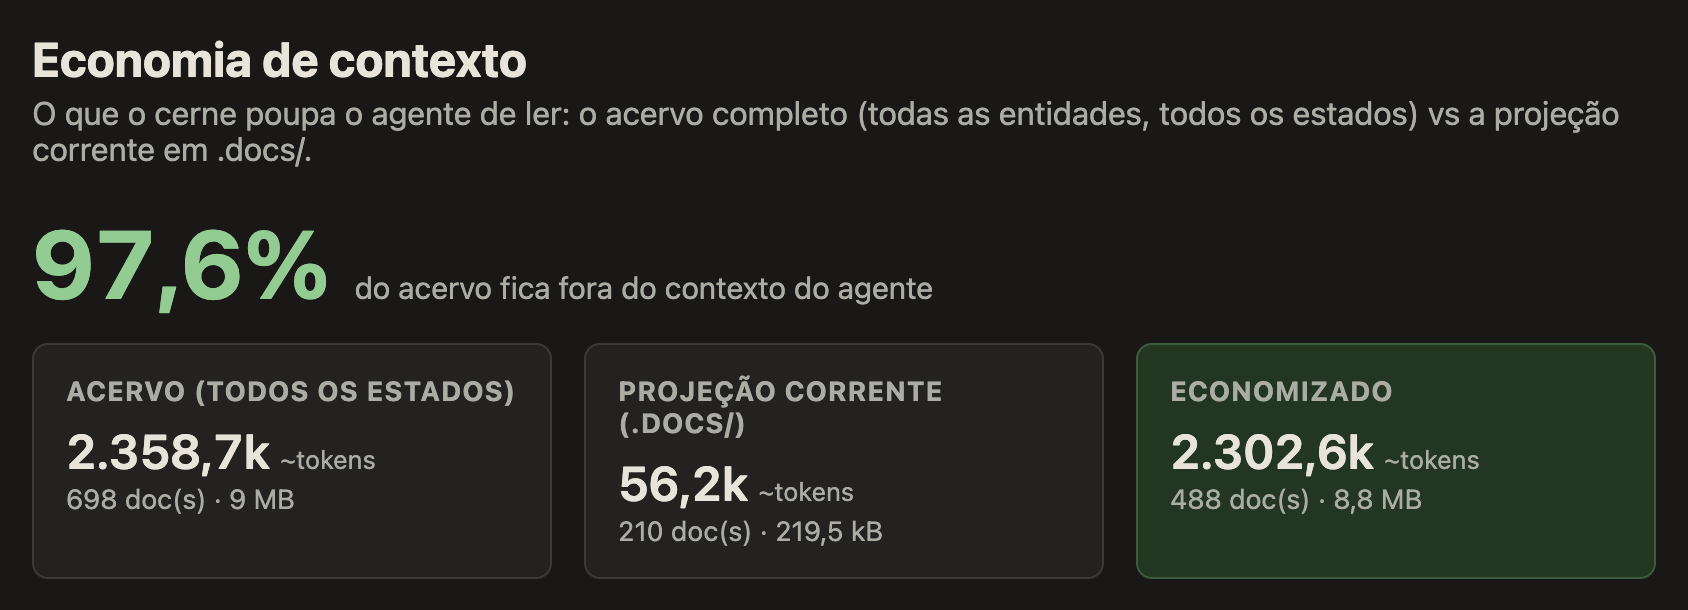 Economia de contexto
O que o cerne poupa o agente de ler: o acervo completo (todas as entidades, todos os estados) vs a projeção
corrente em .docs/.
97,6% do acervo fica fora do contexto do agente
ACERVO (TODOS OS ESTADOS)
2.358,7k ~tokens
698 doc(s) · 9 MB
PROJEÇÃO CORRENTE
(.DOCS/)
56,2k ~tokens
210 doc(s) · 219,5 kB
ECONOMIZADO
2.302,6k ~tokens
488 doc(s) · 8,8 MB